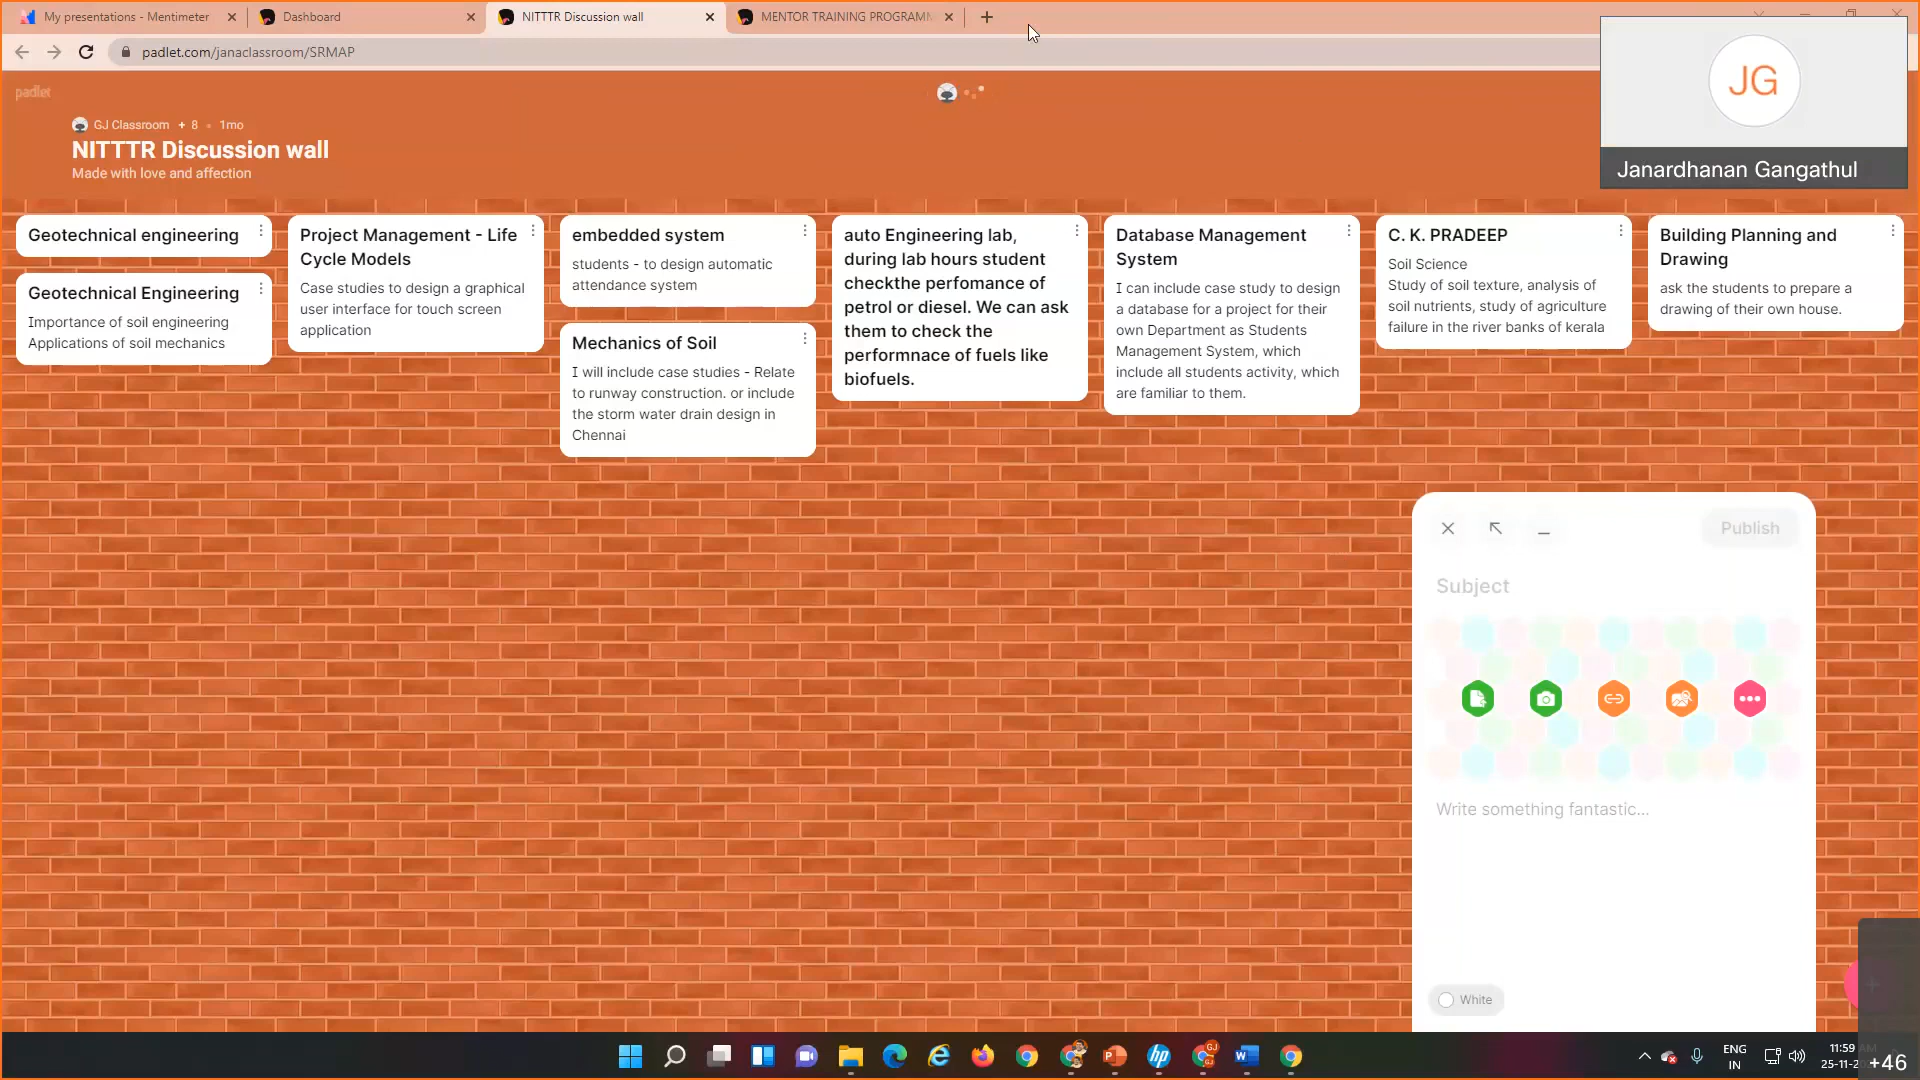 My presentations - Mentimeter
Dashboard
NITTTR Discussion wall
MENTOR TRAINING PROGRAMM
padlet.com/janaclassroom/SRMAP
padlet
GJ Classroom + 8 • 1mo
NITTTR Discussion wall
Made with love and affection
JG
Janardhanan Gangathul
Geotechnical engineering
Geotechnical Engineering
Importance of soil engineering
Applications of soil mechanics
Project Management - Life
Cycle Models
Case studies to design a graphical
user interface for touch screen
application
embedded system
students - to design automatic
attendance system
Mechanics of Soil
I will include case studies - Relate
to runway construction. or include
the storm water drain design in
Chennai
auto Engineering lab,
during lab hours student
checkthe perfomance of
petrol or diesel. We can ask
them to check the
performnace of fuels like
biofuels.
Database Management
System
I can include case study to design
a database for a project for their
own Department as Students
Management System, which
include all students activity, which
are familiar to them.
C. K. PRADEEP
Soil Science
Study of soil texture, analysis of
soil nutrients, study of agriculture
failure in the river banks of kerala
Building Planning and
Drawing
ask the students to prepare a
drawing of their own house.
Publish
Subject
Write something fantastic...
White
ENG
IN
11:59
25-11-2
+46